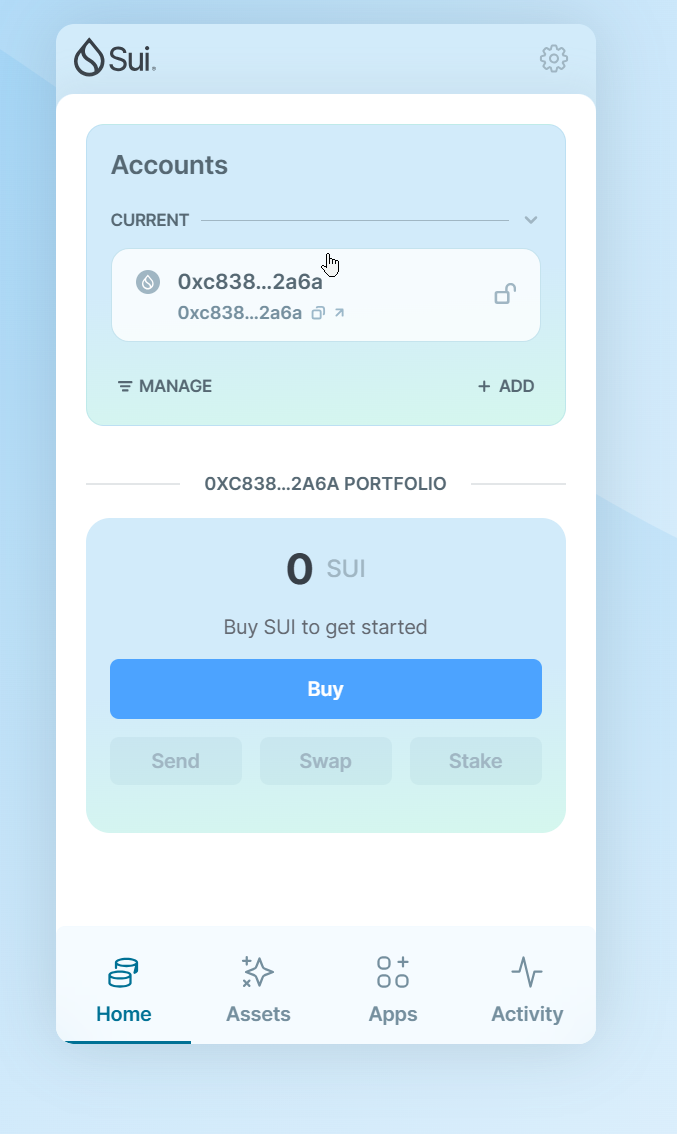 Sui
Accounts
CURRENT
0xc838...2a6a
0xc838...2a6a
MANAGE
+ ADD
0XC838...2A6A PORTFOLIO
0 SUI
Buy SUI to get started
Buy
Send
Swap
Stake
Home
Assets
Apps
Activity